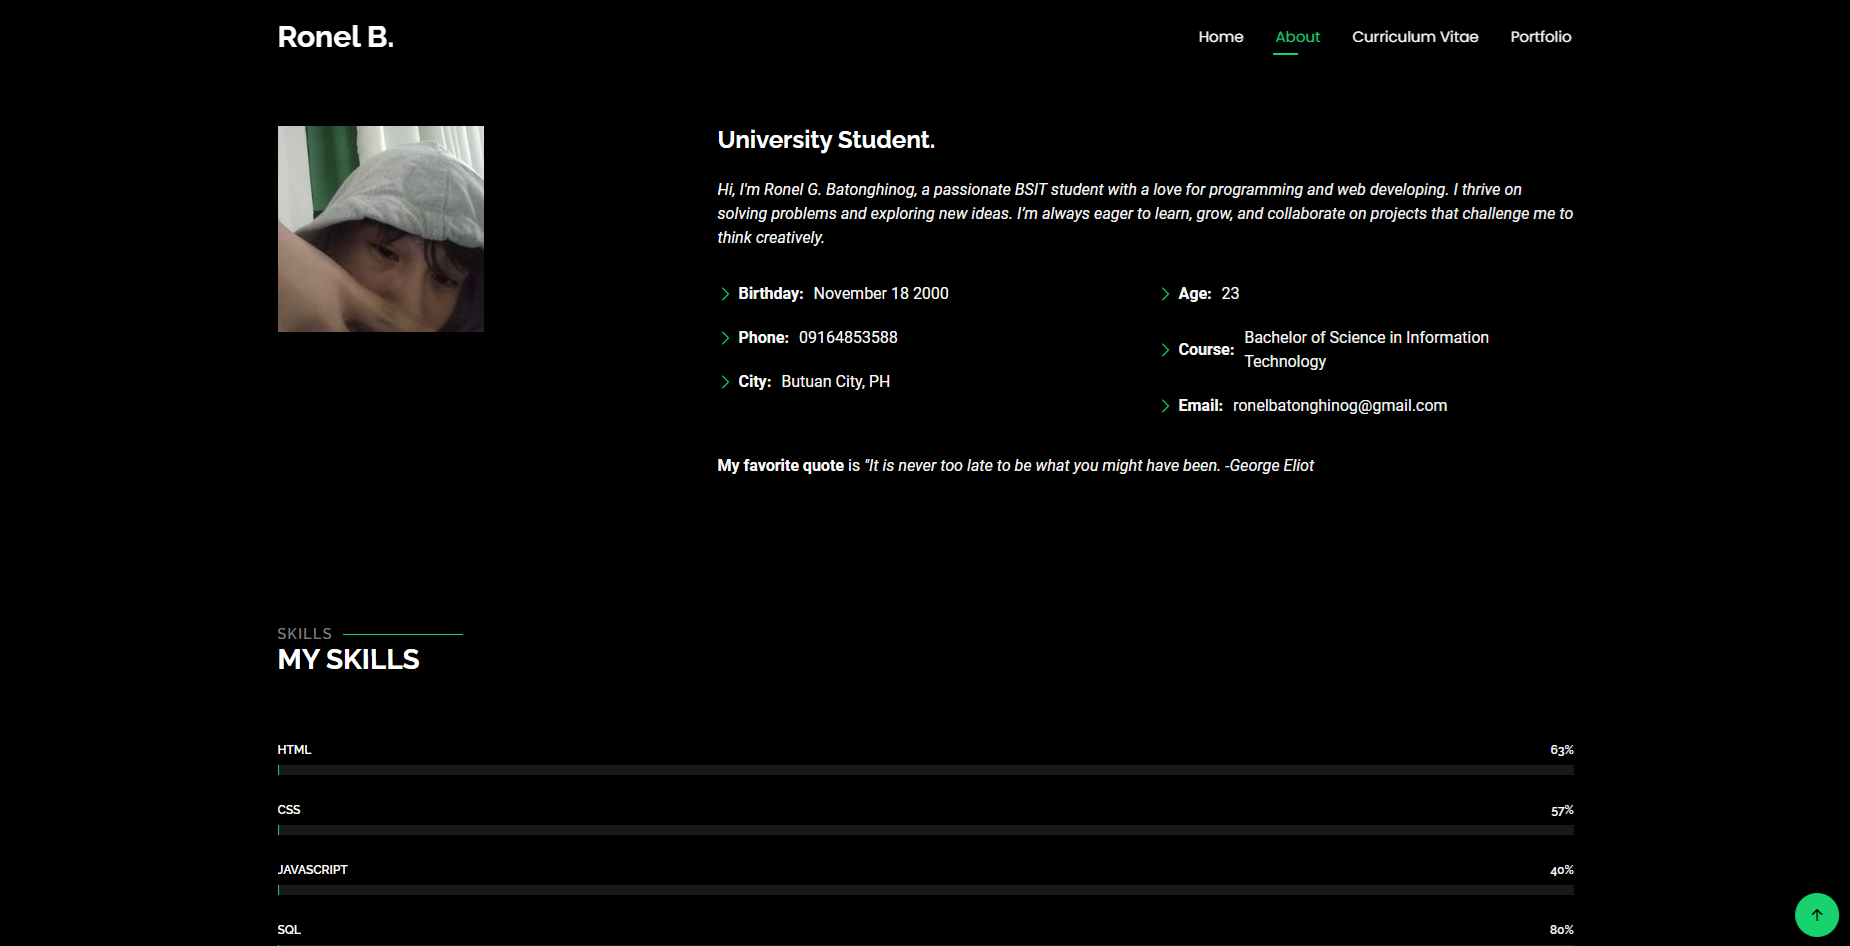 Ronel B.
Home About Curriculum Vitae Portfolio
University Student.
Hi, I'm Ronel G. Batonghinog, a passionate BSIT student with a love for programming and web developing. I thrive on
solving problems and exploring new ideas. I'm always eager to learn, grow, and collaborate on projects that challenge me to
think creatively.
Birthday: November 18 2000
Phone: 09164853588
City: Butuan City, PH
Age: 23
Course: Bachelor of Science in Information
Technology
Email: ronelbatonghinog@gmail.com
My favorite quote is "It is never too late to be what you might have been. -George Eliot
SKILLS
MY SKILLS
HTML 63%
CSS 57%
JAVASCRIPT 40%
SQL 80%